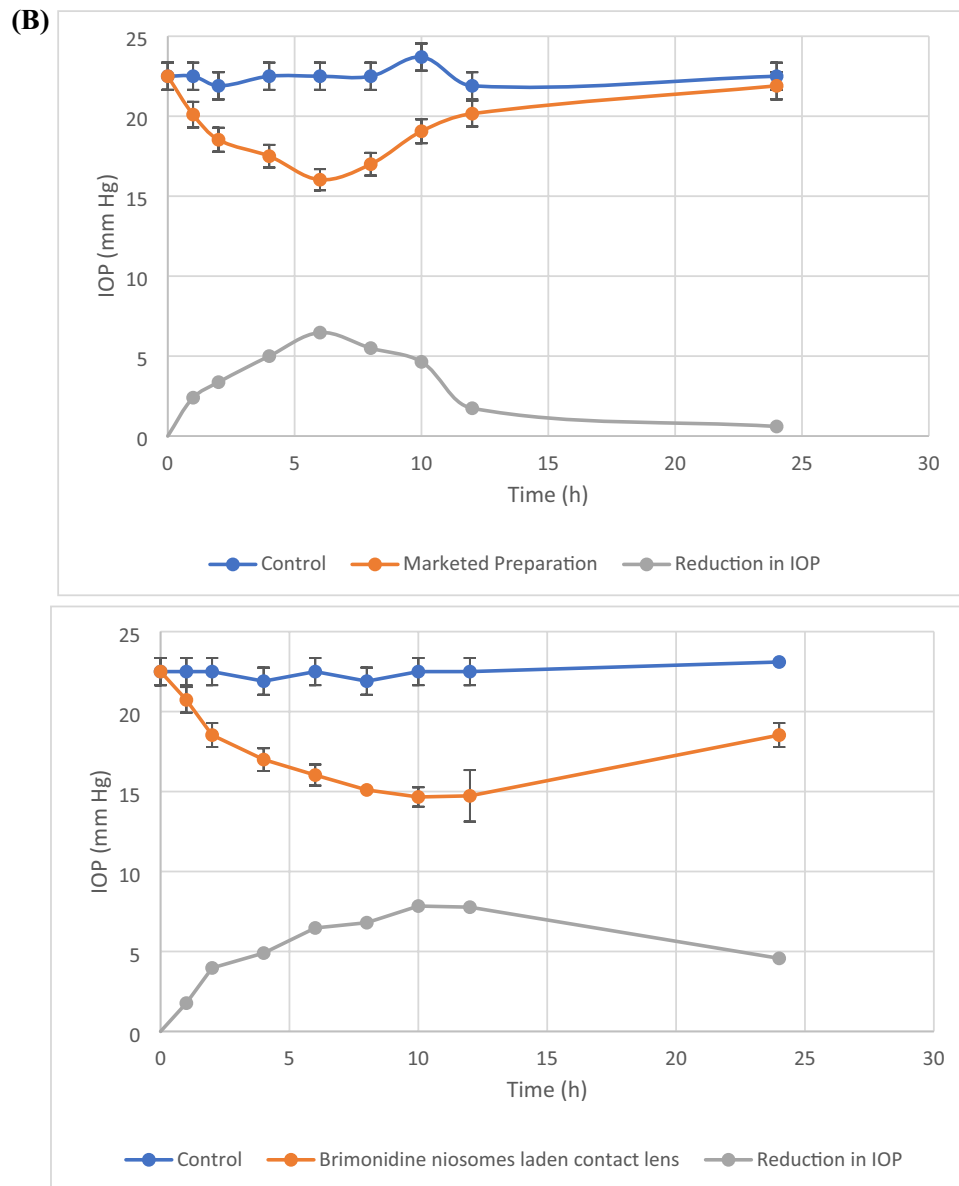 (B)
25
20
15
10
5
0
IOP (mm Hg)
0 5 10 15 20 25 30
Time (h)
Control Marketed Preparation Reduction in IOP
25
20
15
10
5
0
IOP (mm Hg)
0 5 10 15 20 25 30
Time (h)
Control Brimonidine niosomes laden contact lens Reduction in IOP